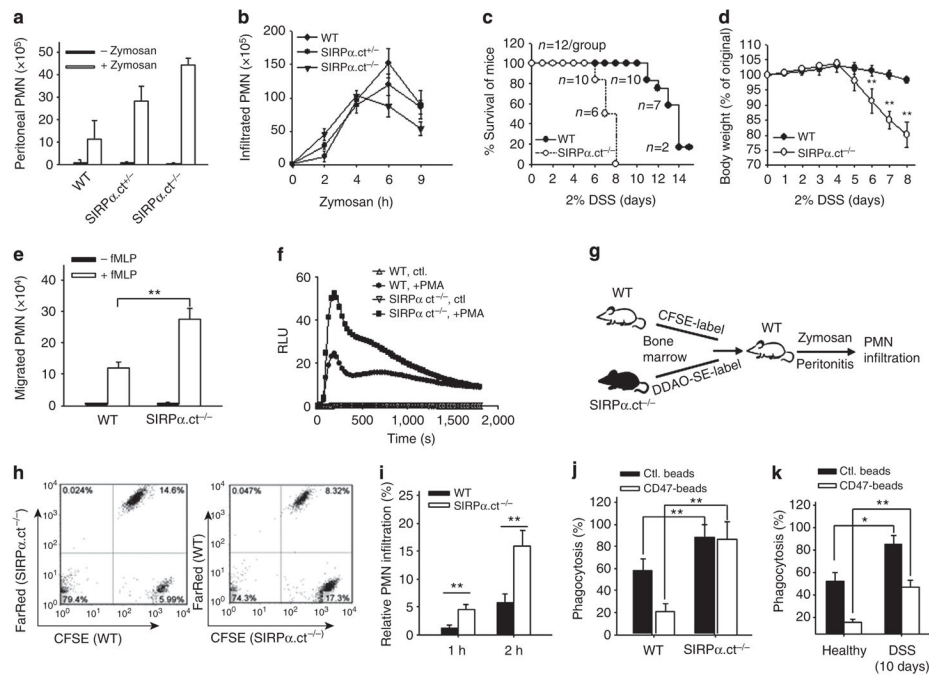 a
Peritoneal PMN (×10⁵)
50
40
30
20
10
0
– Zymosan
+ Zymosan
WT
SIRPα.ct⁺/⁻
SIRPα.ct⁻/⁻
b
Infiltrated PMN (×10⁵)
200
150
100
50
0
WT
SIRPα.ct⁺/⁻
SIRPα.ct⁻/⁻
0 2 4 6 9
Zymosan (h)
c
% Survival of mice
120
100
80
60
40
20
0
n=12/group
n=10
n=10
n=6
n=7
n=2
WT
SIRPα.ct⁻/⁻
0 2 4 6 8 10 12 14
2% DSS (days)
d
Body weight (% of original)
110
105
100
95
90
85
80
75
70
**
**
**
WT
SIRPα.ct⁻/⁻
0 1 2 3 4 5 6 7 8
2% DSS (days)
e
Migrated PMN (×10⁴)
40
30
20
10
0
– fMLP
+ fMLP
**
WT
SIRPα.ct⁻/⁻
f
RLU
60
40
20
0
WT, ctl.
WT, +PMA
SIRPα ct⁻/⁻, ctl
SIRPα ct⁻/⁻, +PMA
0 500 1,000 1,500 2,000
Time (s)
g
WT
CFSE-label
Bone
marrow
DDAO-SE-label
SIRPα.ct⁻/⁻
WT
Zymosan
Peritonitis
PMN
infiltration
h
FarRed (SIRPα.ct⁻/⁻)
10⁴
10³
10²
10¹
10⁰
0.024% 14.6%
79.4% 5.99%
10⁰ 10¹ 10² 10³ 10⁴
CFSE (WT)
FarRed (WT)
10⁴
10³
10²
10¹
10⁰
0.047% 8.32%
74.3% 17.3%
10⁰ 10¹ 10² 10³ 10⁴
CFSE (SIRPα.ct⁻/⁻)
i
Relative PMN infiltration (%)
25
20
15
10
5
0
WT
SIRPα.ct⁻/⁻
**
**
1 h 2 h
j
Phagocytosis (%)
120
100
80
60
40
20
0
Ctl. beads
CD47-beads
**
**
WT SIRPα.ct⁻/⁻
k
Phagocytosis (%)
120
100
80
60
40
20
0
Ctl. beads
CD47-beads
**
*
Healthy DSS
(10 days)